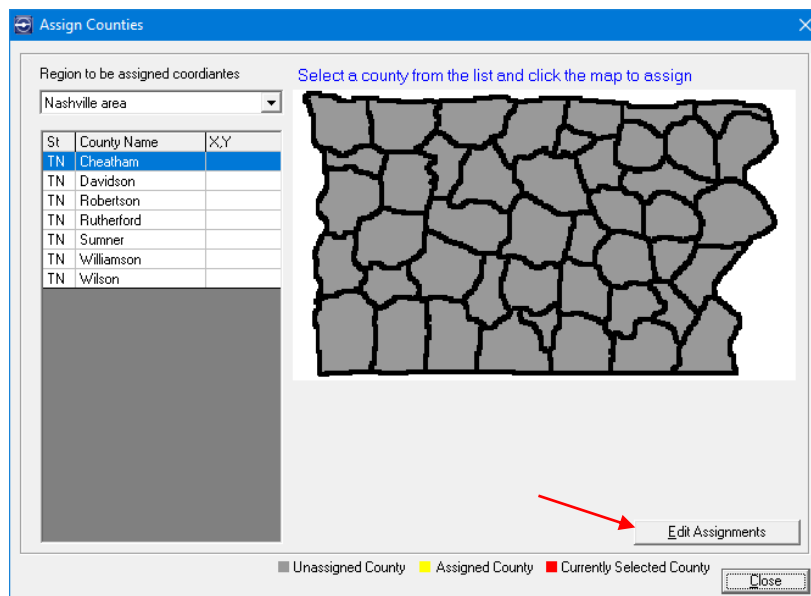 Assign Counties
Region to be assigned coordiantes
Nashville area
Select a county from the list and click the map to assign
St County Name X,Y
TN Cheatham
TN Davidson
TN Robertson
TN Rutherford
TN Sumner
TN Williamson
TN Wilson
Edit Assignments
Unassigned County Assigned County Currently Selected County
Close